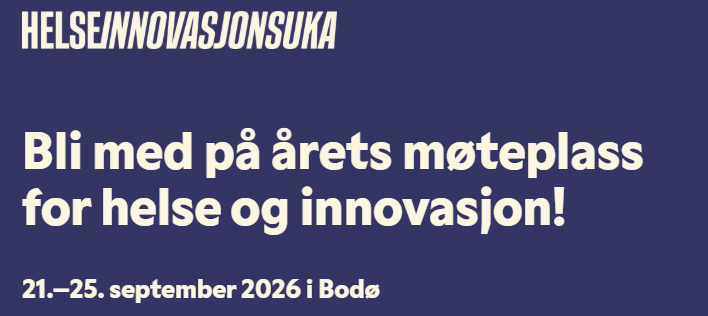 HELSEINNOVASJONSUKA
Bli med på årets møteplass
for helse og innovasjon!
21.–25. september 2026 i Bodø